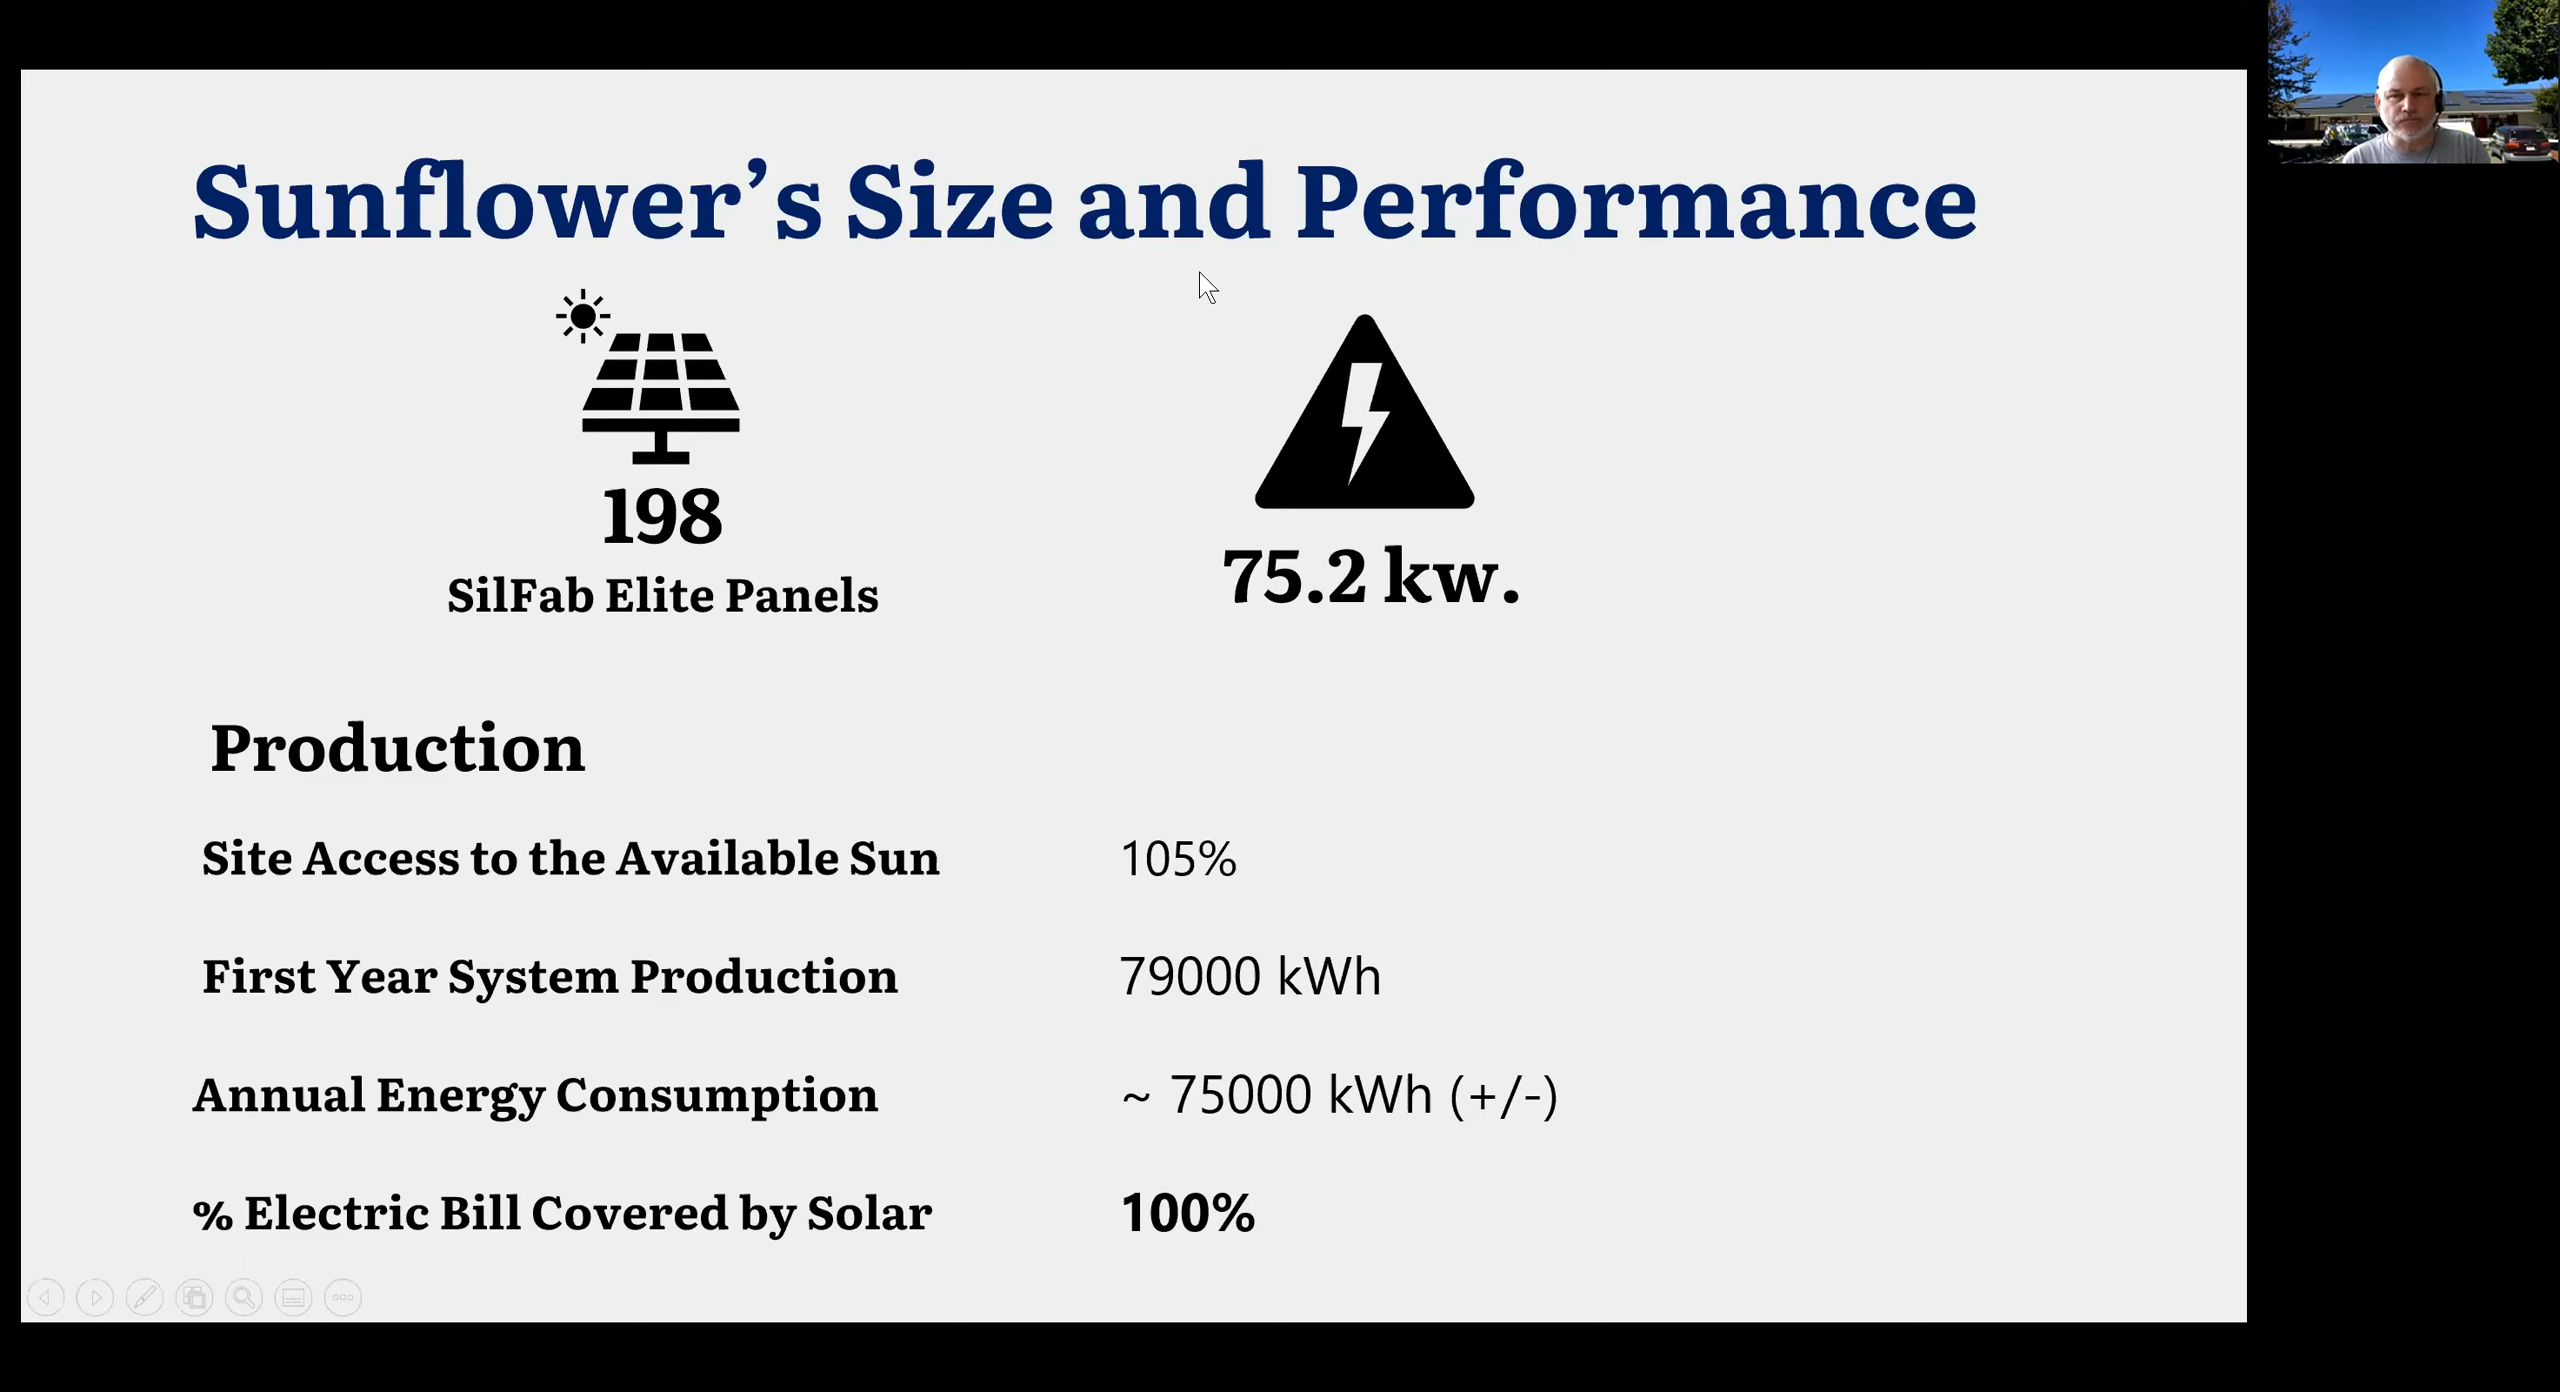 Sunflower’s Size and Performance
198
SilFab Elite Panels
75.2 kw.
Production
Site Access to the Available Sun 105%
First Year System Production 79000 kWh
Annual Energy Consumption ~ 75000 kWh (+/-)
% Electric Bill Covered by Solar 100%